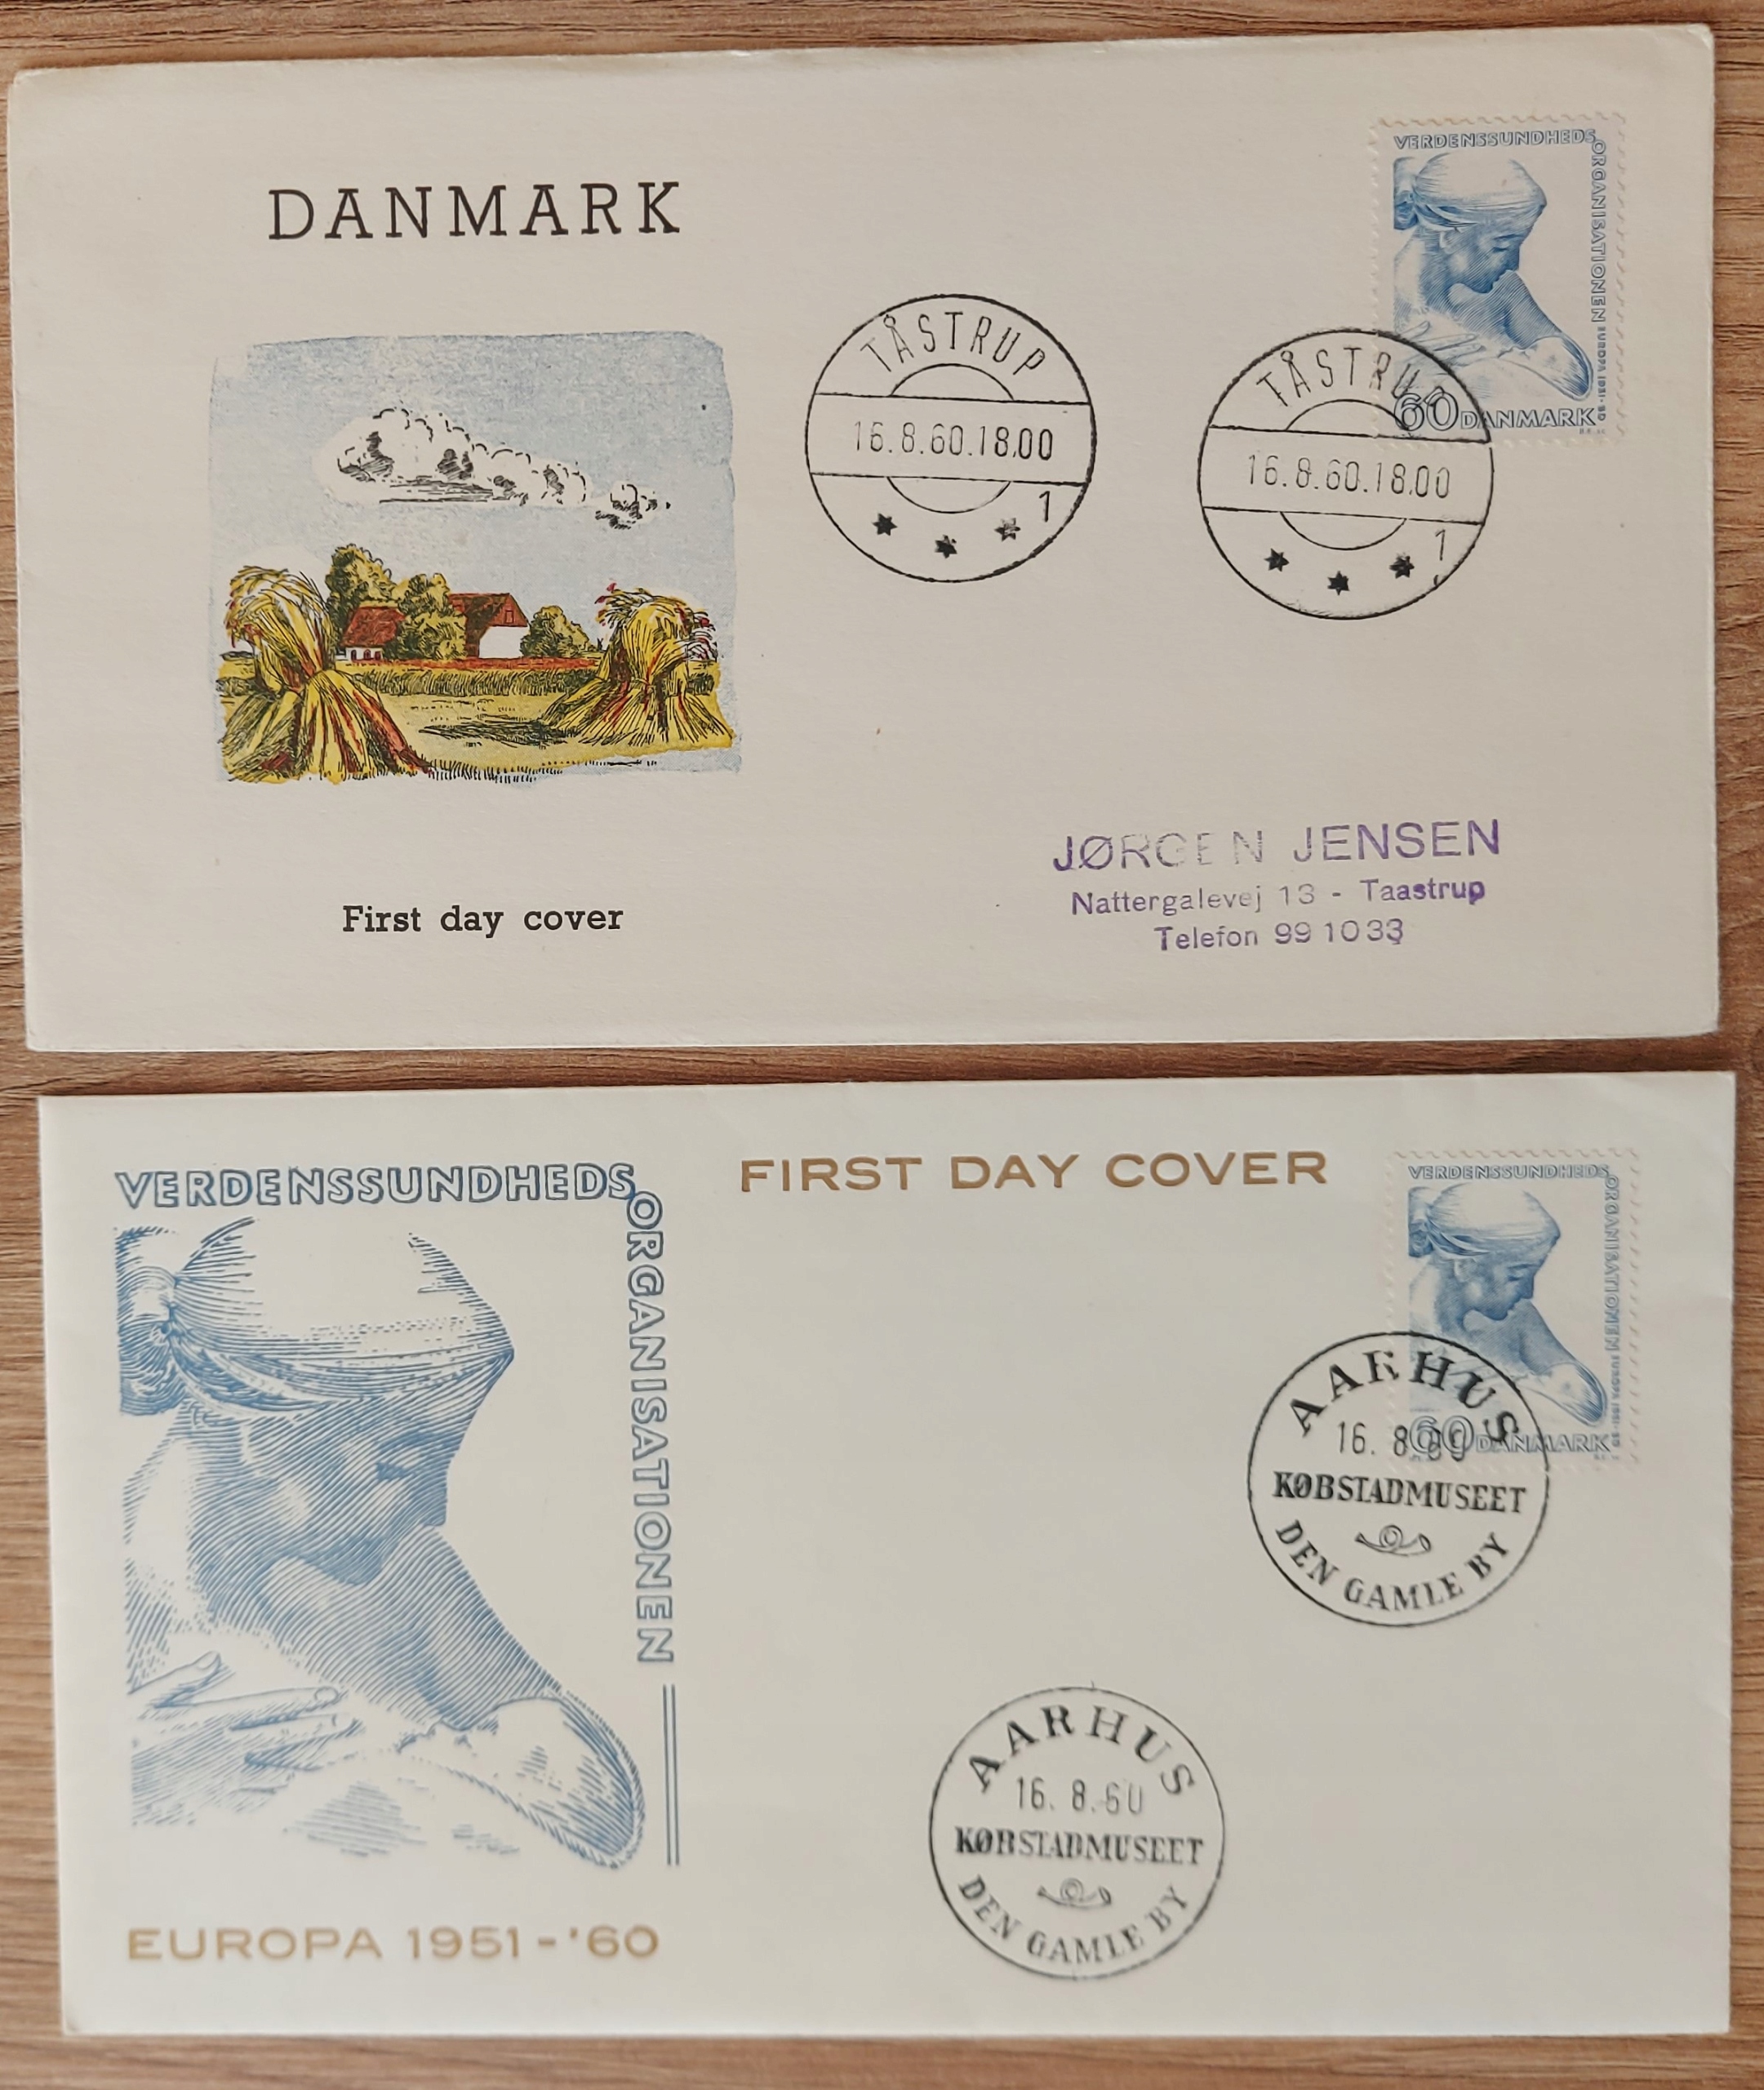 DANMARK
VERDENSSUNDHEDS
ORGANISATIONEN EUROPA 1951-60
60 DANMARK
TÅSTRUP
16.8.60.18.00
1
TÅSTRUP
16.8.60.18.00
1
First day cover
JØRGEN JENSEN
Nattergalevej 13 - Taastrup
Telefon 99 10 33
VERDENSSUNDHEDS
ORGANISATIONEN
FIRST DAY COVER
VERDENSSUNDHEDS
ORGANISATIONEN EUROPA 1951-60
60 DANMARK
AARHUS
16. 8.60
KØBSTADMUSEET
DEN GAMLE BY
AARHUS
16. 8.60
KØBSTADMUSEET
DEN GAMLE BY
EUROPA 1951-'60